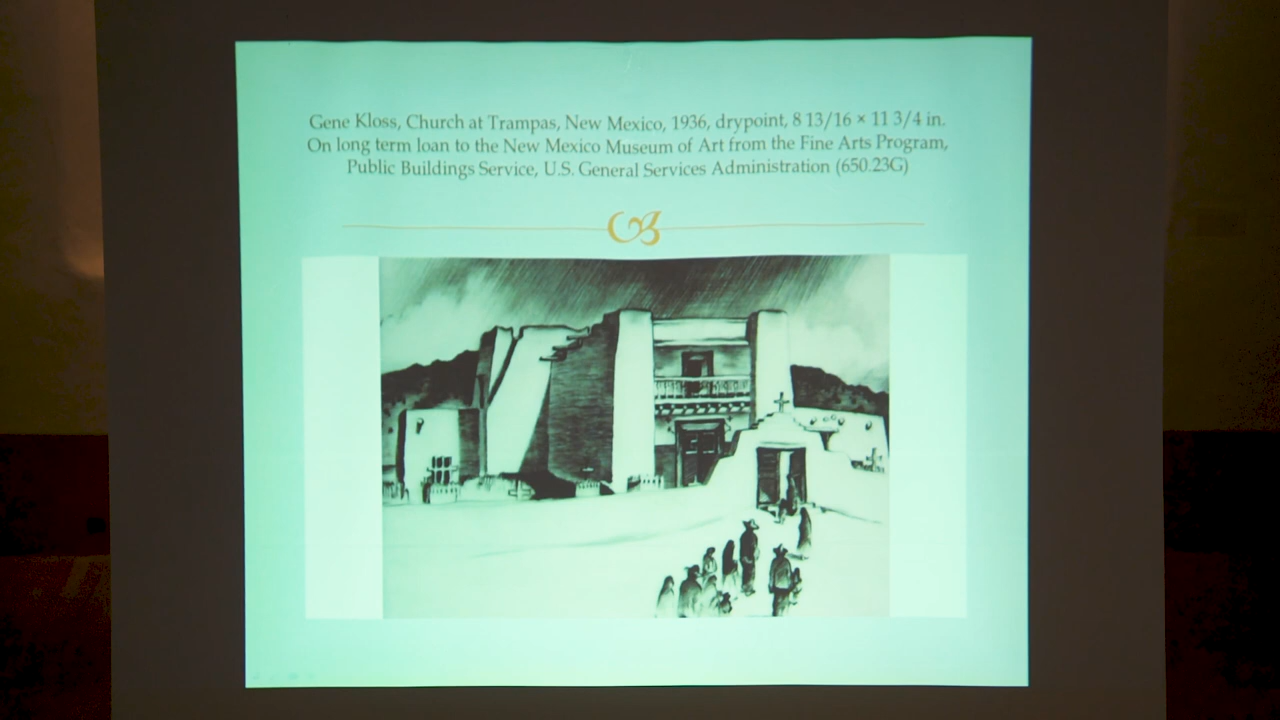 Gene Kloss, Church at Trampas, New Mexico, 1936, drypoint, 8 13/16 × 11 3/4 in.
On long term loan to the New Mexico Museum of Art from the Fine Arts Program,
Public Buildings Service, U.S. General Services Administration (650.23G)